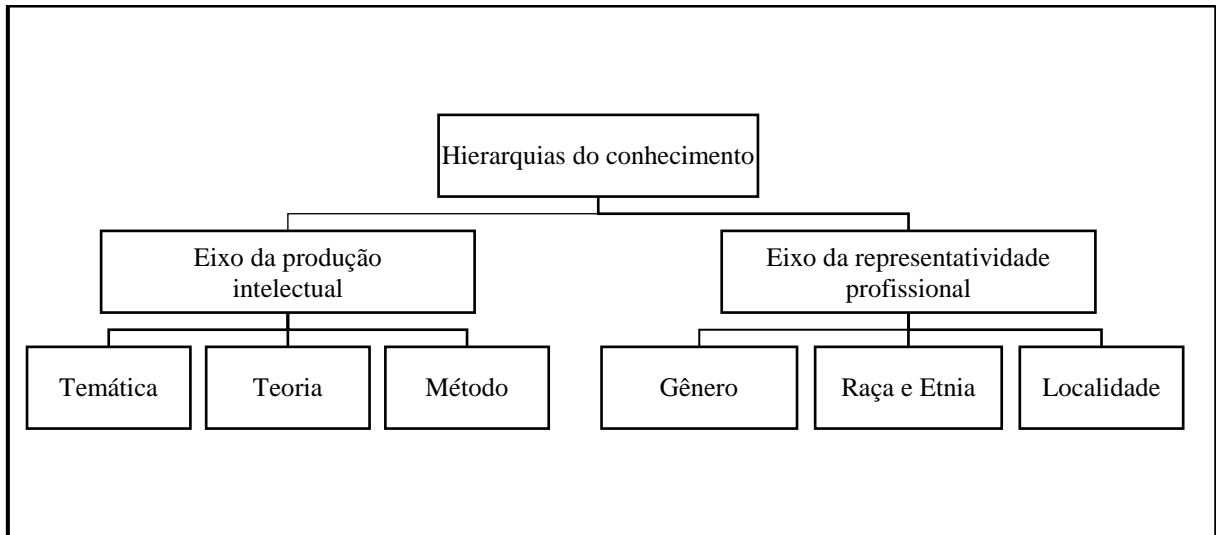 Hierarquias do conhecimento
Eixo da produção
intelectual
Eixo da representatividade
profissional
Temática
Teoria
Método
Gênero
Raça e Etnia
Localidade